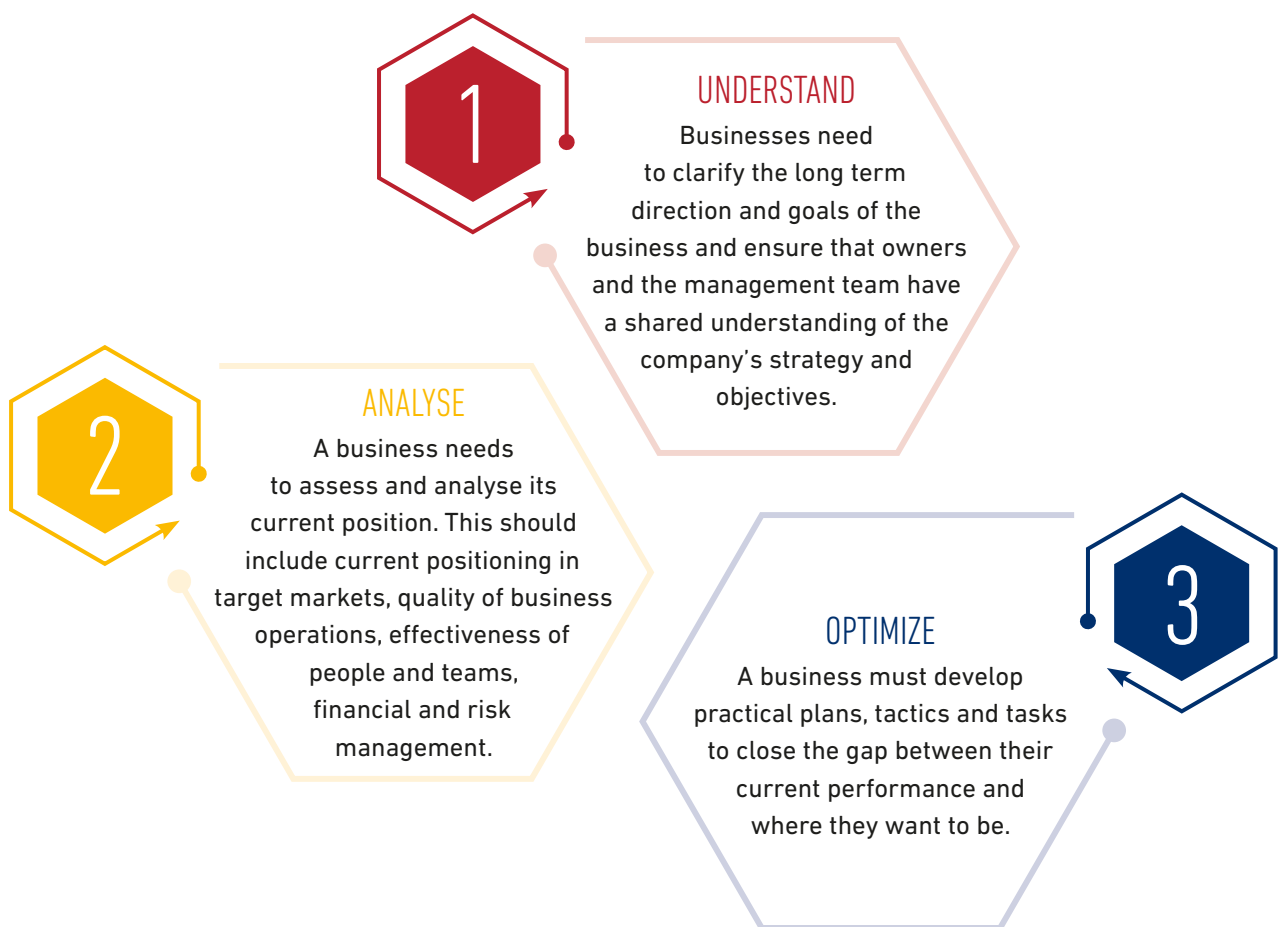 1
UNDERSTAND
Businesses need
to clarify the long term
direction and goals of the
business and ensure that owners
and the management team have
a shared understanding of the
company’s strategy and
objectives.
2
ANALYSE
A business needs
to assess and analyse its
current position. This should
include current positioning in
target markets, quality of business
operations, effectiveness of
people and teams,
financial and risk
management.
3
OPTIMIZE
A business must develop
practical plans, tactics and tasks
to close the gap between their
current performance and
where they want to be.